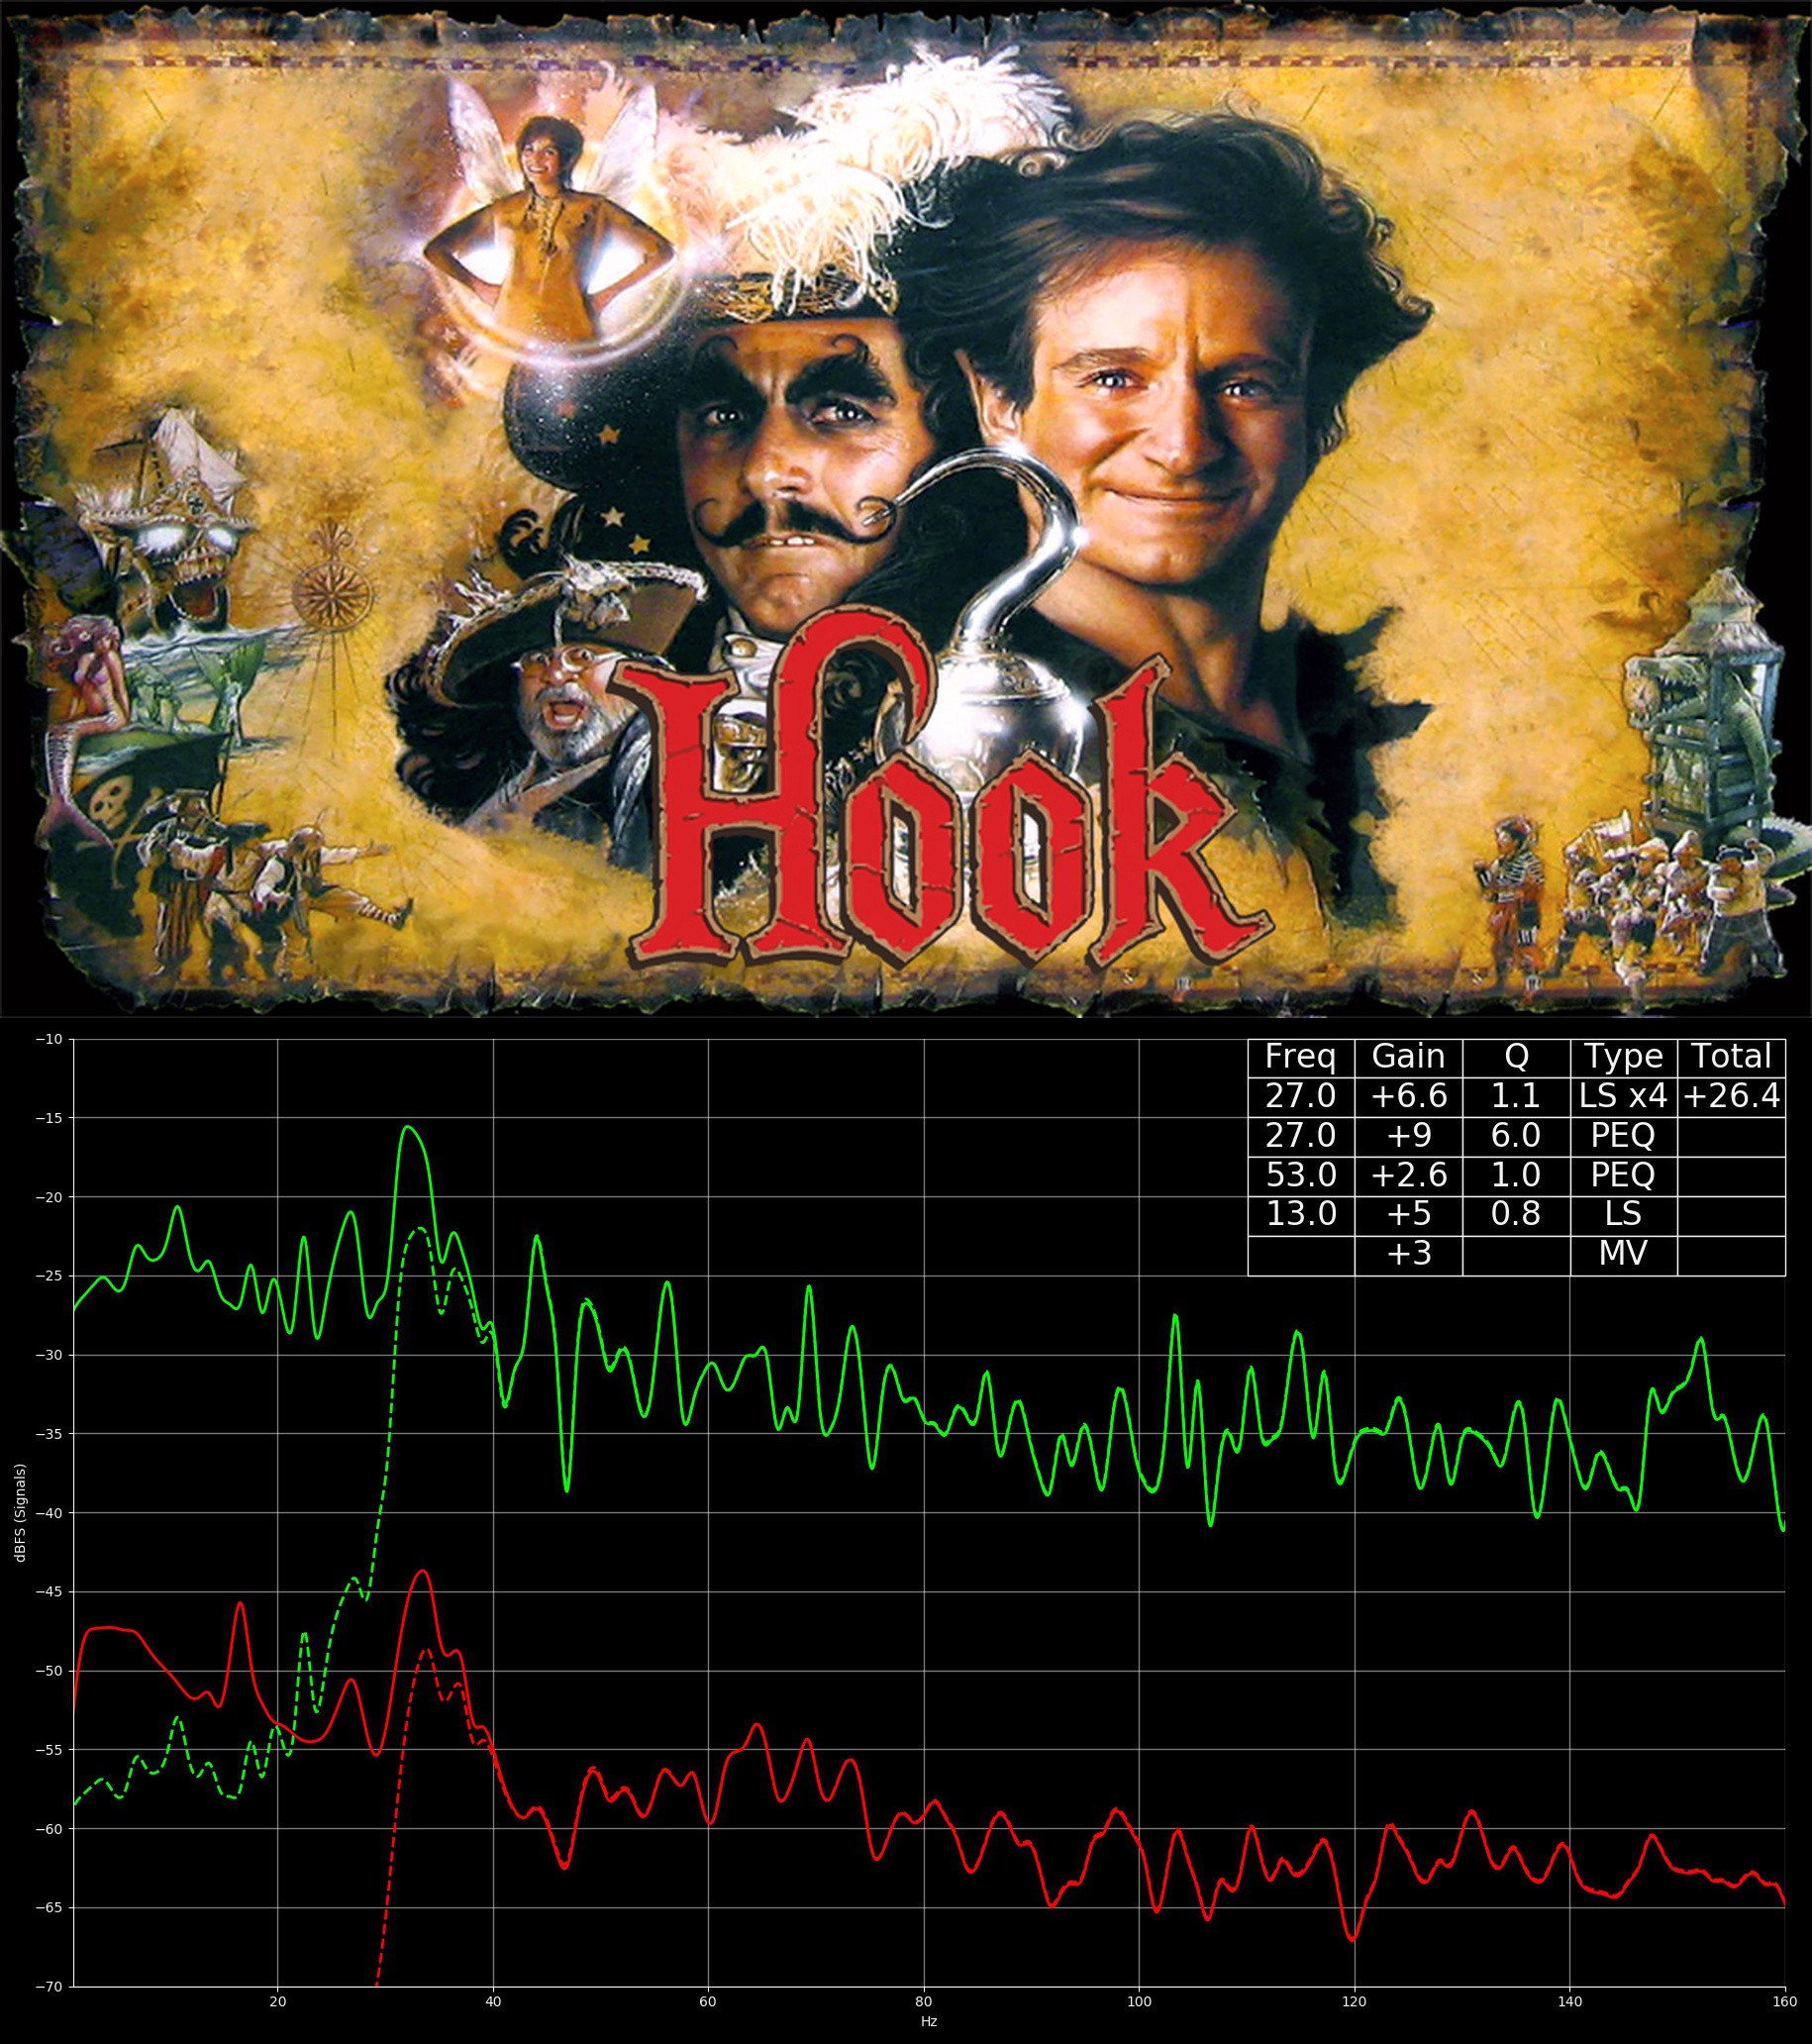 Hook
Freq Gain Q Type Total
27.0 +6.6 1.1 LS x4 +26.4
27.0 +9 6.0 PEQ
53.0 +2.6 1.0 PEQ
13.0 +5 0.8 LS
+3 MV
−10
−15
−20
−25
−30
−35
−40
−45
−50
−55
−60
−65
−70
dBFS (Signals)
20 40 60 80 100 120 140 160
Hz